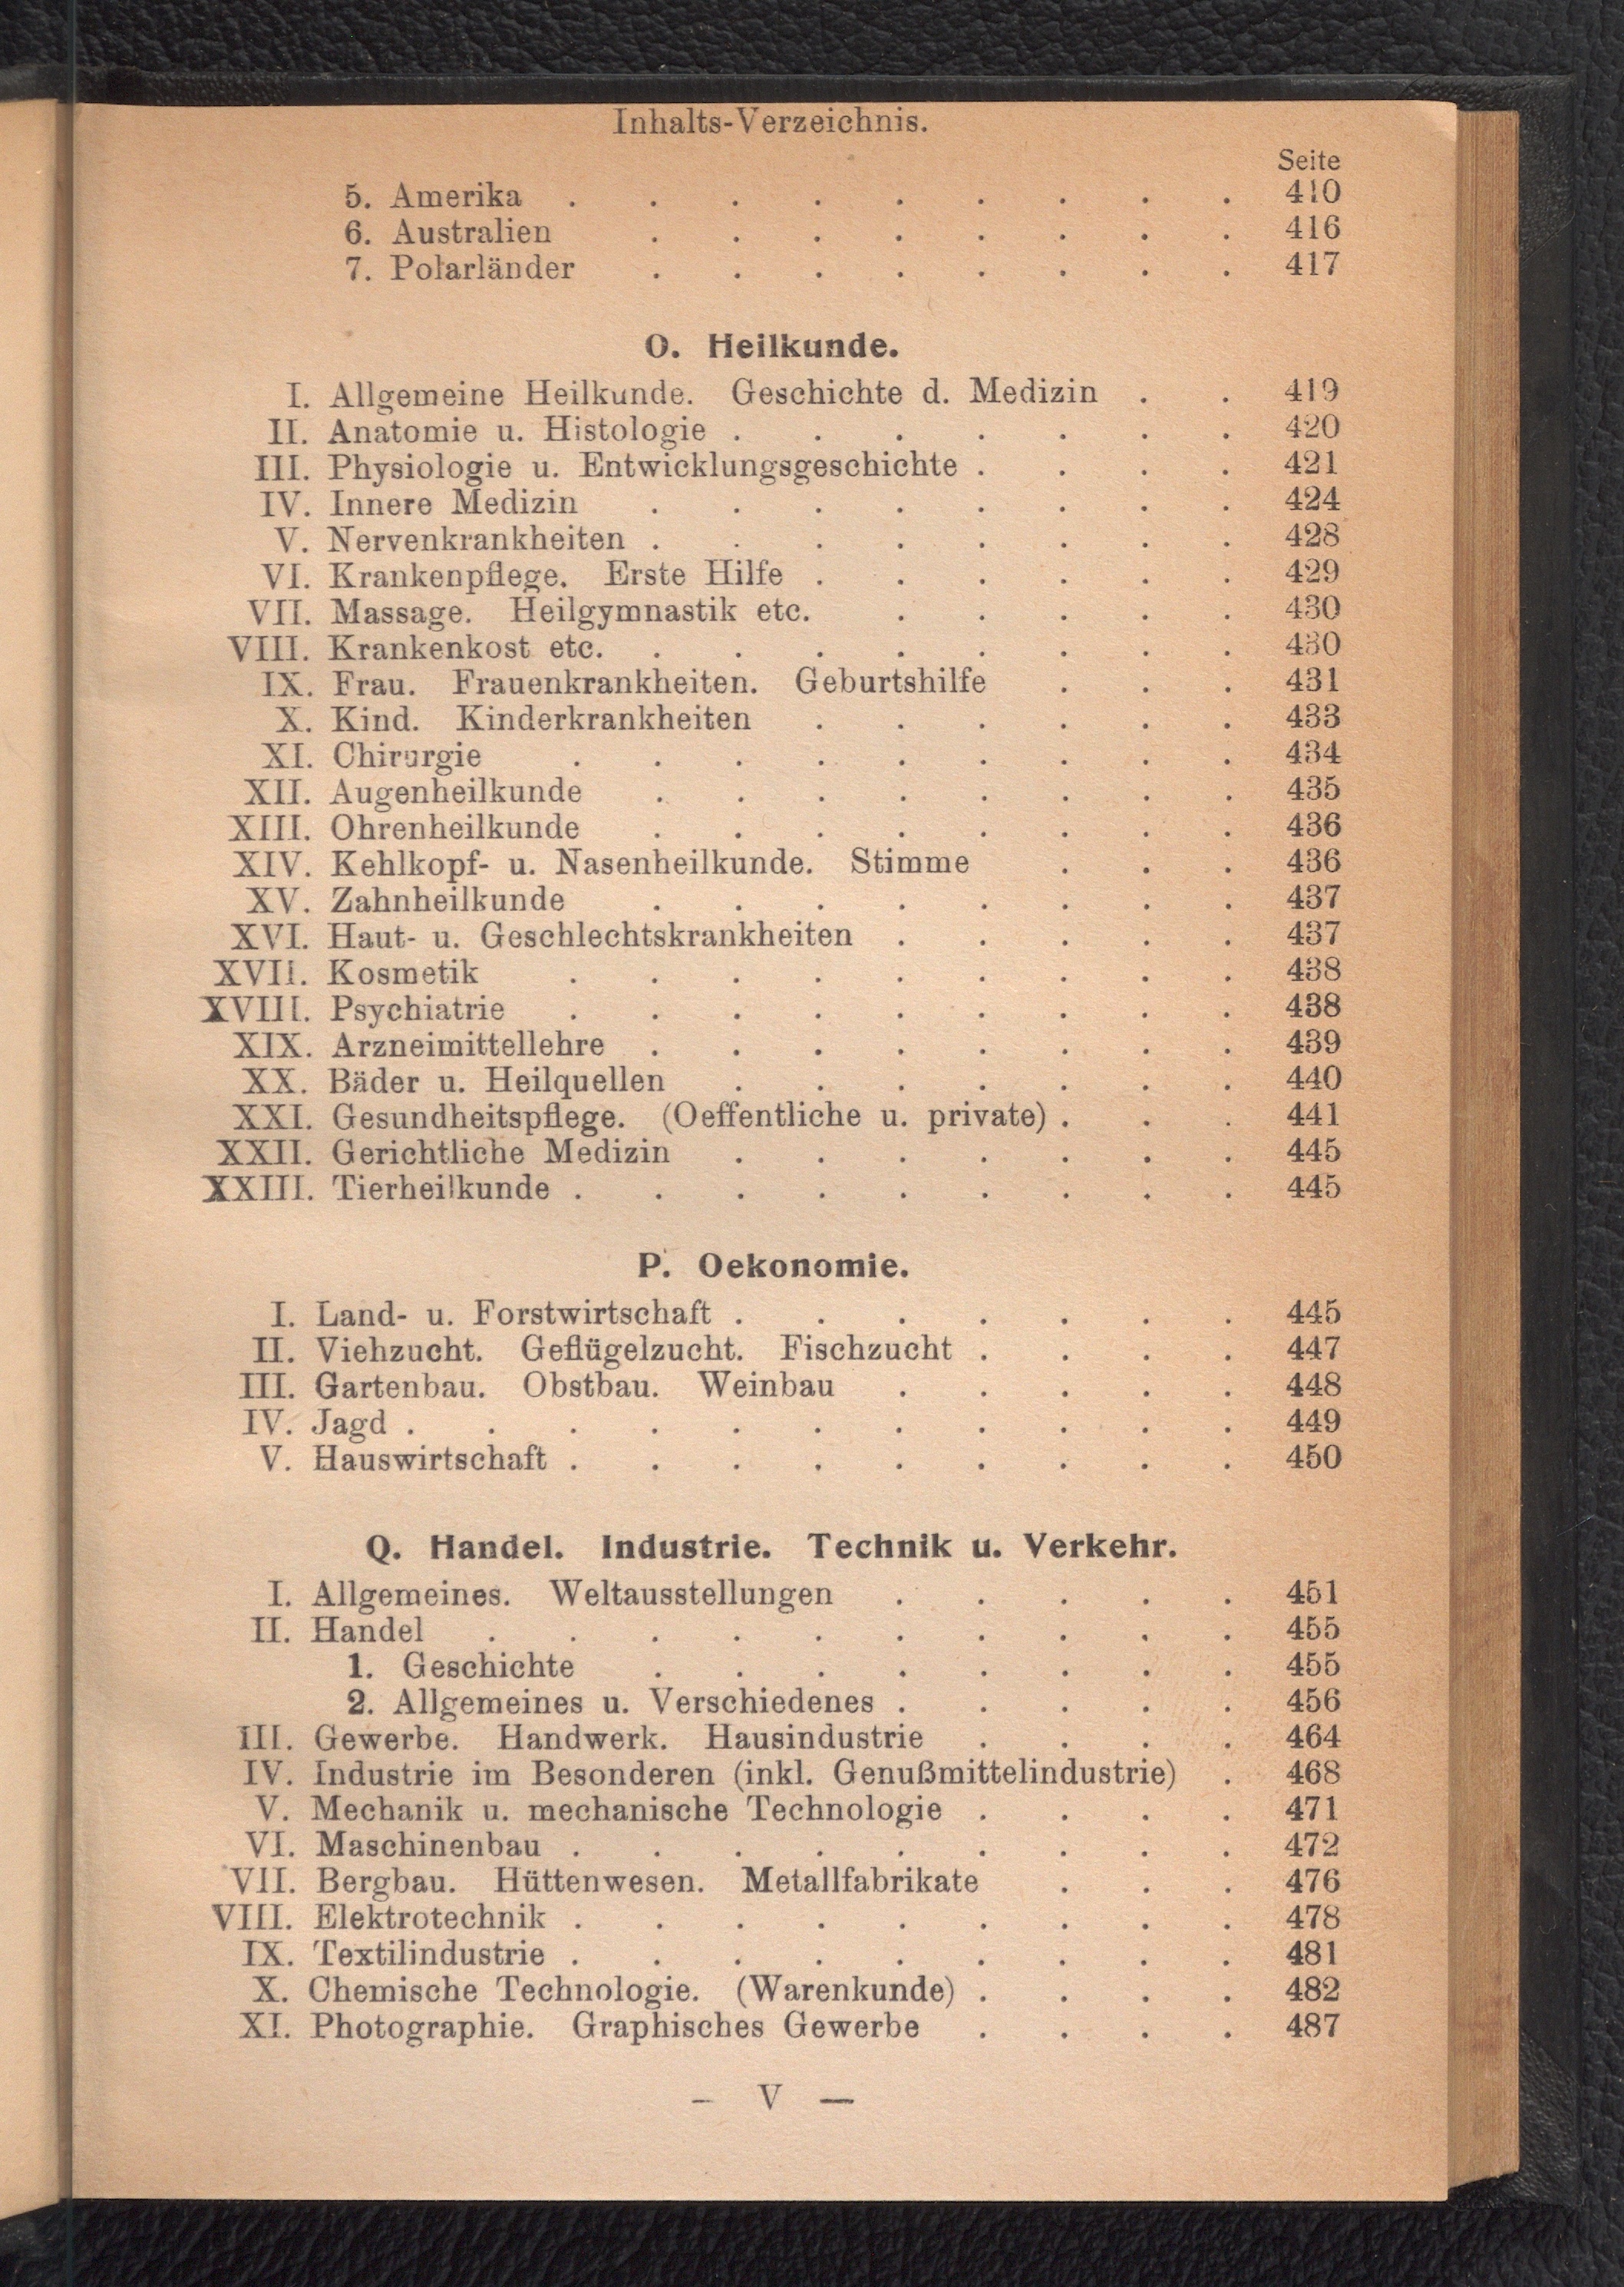 Inhalts-Verzeichnis.
Seite
5. Amerika . . . . . . . . . 410
6. Australien . . . . . . . . 416
7. Polarländer . . . . . . . . 417
O. Heilkunde.
I. Allgemeine Heilkunde. Geschichte d. Medizin . . 419
II. Anatomie u. Histologie . . . . . . . 420
III. Physiologie u. Entwicklungsgeschichte . . . . 421
IV. Innere Medizin . . . . . . . . 424
V. Nervenkrankheiten . . . . . . . . 428
VI. Krankenpflege. Erste Hilfe . . . . . . 429
VII. Massage. Heilgymnastik etc. . . . . . 430
VIII. Krankenkost etc. . . . . . . . . 430
IX. Frau. Frauenkrankheiten. Geburtshilfe . . . 431
X. Kind. Kinderkrankheiten . . . . . . 433
XI. Chirurgie . . . . . . . . . 434
XII. Augenheilkunde . . . . . . . . 435
XIII. Ohrenheilkunde . . . . . . . . 436
XIV. Kehlkopf- u. Nasenheilkunde. Stimme . . . 436
XV. Zahnheilkunde . . . . . . . . 437
XVI. Haut- u. Geschlechtskrankheiten . . . . . 437
XVII. Kosmetik . . . . . . . . . 438
XVIII. Psychiatrie . . . . . . . . . 438
XIX. Arzneimittellehre . . . . . . . . 439
XX. Bäder u. Heilquellen . . . . . . . 440
XXI. Gesundheitspflege. (Oeffentliche u. private) . . . 441
XXII. Gerichtliche Medizin . . . . . . . 445
XXIII. Tierheilkunde . . . . . . . . . 445
P. Oekonomie.
I. Land- u. Forstwirtschaft . . . . . . . 445
II. Viehzucht. Geflügelzucht. Fischzucht . . . . 447
III. Gartenbau. Obstbau. Weinbau . . . . . 448
IV. Jagd . . . . . . . . . . . 449
V. Hauswirtschaft . . . . . . . . . 450
Q. Handel. Industrie. Technik u. Verkehr.
I. Allgemeines. Weltausstellungen . . . . . 451
II. Handel . . . . . . . . . . 455
1. Geschichte . . . . . . . . 455
2. Allgemeines u. Verschiedenes . . . . . 456
III. Gewerbe. Handwerk. Hausindustrie . . . . 464
IV. Industrie im Besonderen (inkl. Genußmittelindustrie) . 468
V. Mechanik u. mechanische Technologie . . . . 471
VI. Maschinenbau . . . . . . . . . 472
VII. Bergbau. Hüttenwesen. Metallfabrikate . . . 476
VIII. Elektrotechnik . . . . . . . . . 478
IX. Textilindustrie . . . . . . . . . 481
X. Chemische Technologie. (Warenkunde) . . . . 482
XI. Photographie. Graphisches Gewerbe . . . . 487
– V —